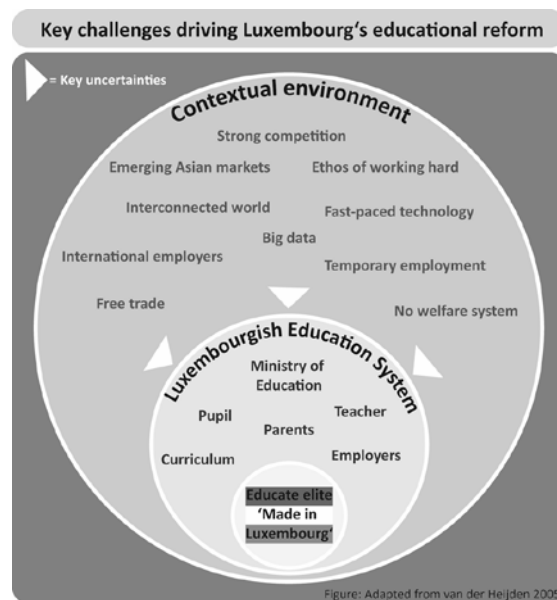 Key challenges driving Luxembourg's educational reform
= Key uncertainties
Contextual environment
Strong competition
Emerging Asian markets
Ethos of working hard
Interconnected world
Fast-paced technology
Big data
International employers
Temporary employment
Free trade
No welfare system
Luxembourgish Education System
Ministry of
Education
Pupil
Teacher
Parents
Curriculum
Employers
Educate elite
'Made in
Luxembourg'
Figure: Adapted from van der Heijden 2005